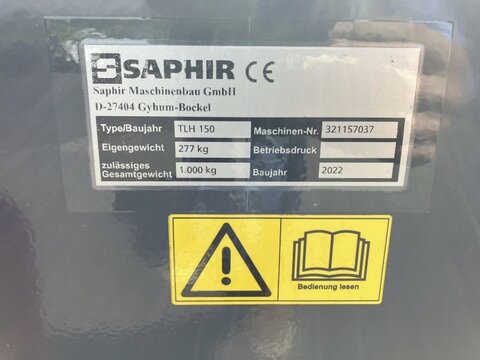 SAPHIR CE
Saphir Maschinenbau GmbH
D-27404 Gyhum-Bockel
Type/Baujahr TLH 150 Maschinen-Nr. 321157037
Eigengewicht 277 kg Betriebsdruck
zulässiges
Gesamtgewicht 1.000 kg Baujahr 2022
Bedienung lesen